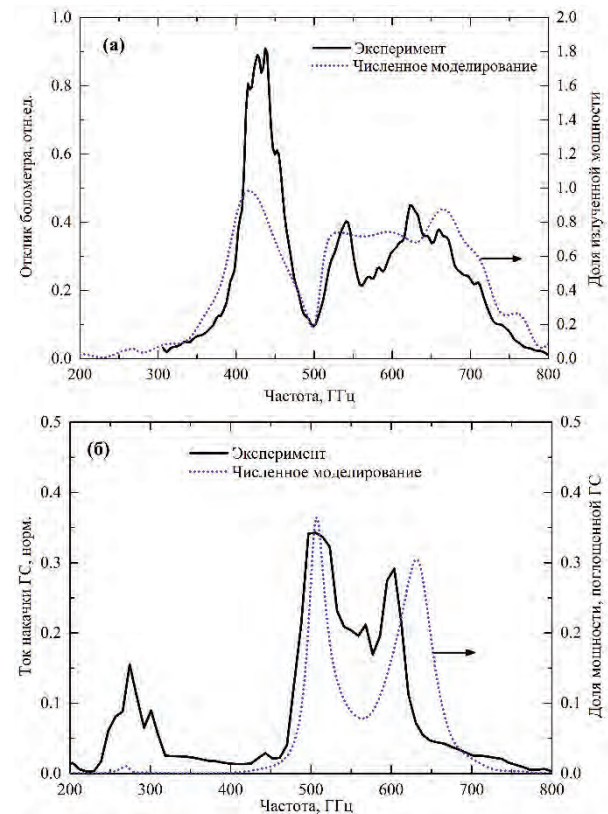 (а)
Эксперимент
Численное моделирование
Отклик болометра, отн.ед.
1.0
0.8
0.6
0.4
0.2
0.0
2.0
1.8
1.6
1.4
1.2
1.0
0.8
0.6
0.4
0.2
0.0
Доля излученной мощности
200 300 400 500 600 700 800
Частота, ГГц
(б)
Эксперимент
Численное моделирование
Ток накачки ГС, норм.
0.5
0.4
0.3
0.2
0.1
0.0
0.5
0.4
0.3
0.2
0.1
0.0
Доля мощности, поглощенной ГС
200 300 400 500 600 700 800
Частота, ГГц